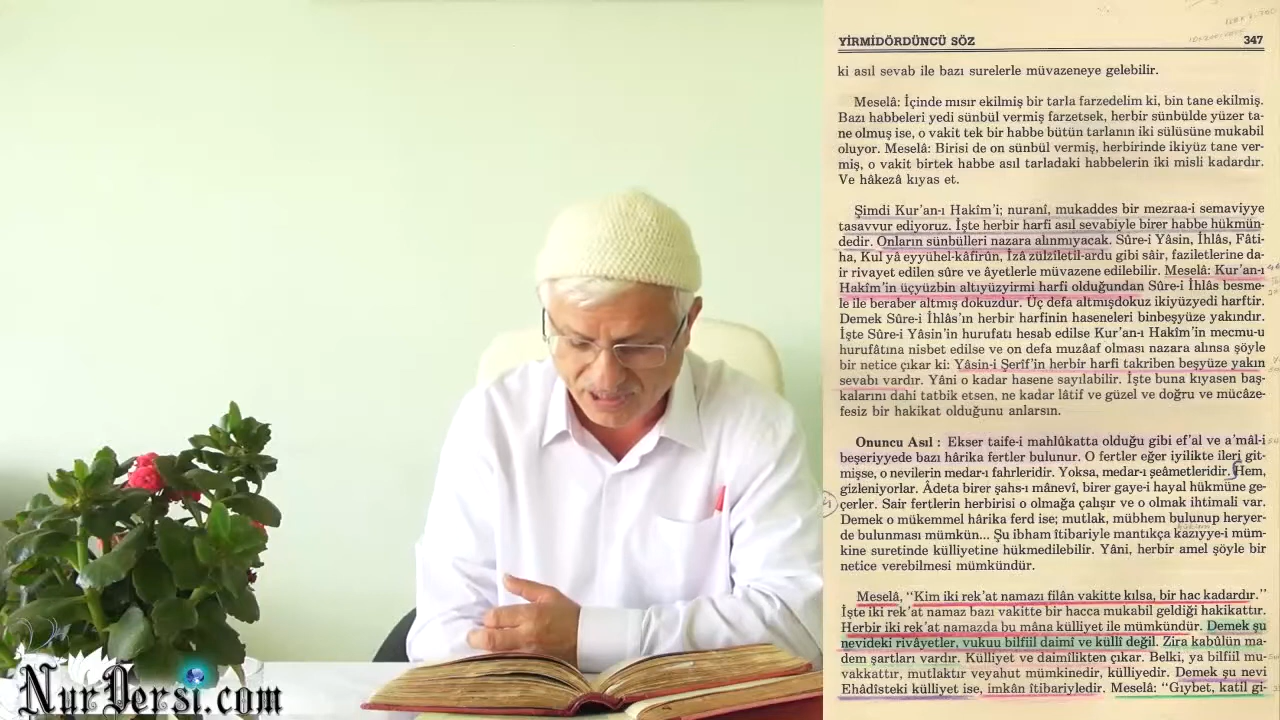 YİRMİDÖRDÜNCÜ SÖZ
347
ki asıl sevab ile bazı surelerle müvazeneye gelebilir.
Meselâ: İçinde mısır ekilmiş bir tarla farzedelim ki, bin tane ekilmiş.
Bazı habbeleri yedi sünbül vermiş farzetsek, herbir sünbülde yüzer ta-
ne olmuş ise, o vakit tek bir habbe bütün tarlanın iki sülüsüne mukabil
oluyor. Meselâ: Birisi de on sünbül vermiş, herbirinde ikiyüz tane ver-
miş, o vakit birtek habbe asıl tarladaki habbelerin iki misli kadardır.
Ve hâkezâ kıyas et.
Şimdi Kur'an-ı Hakîm'i; nuranî, mukaddes bir mezraa-i semaviyye
tasavvur ediyoruz. İşte herbir harfi asıl sevabiyle birer habbe hükmün-
dedir. Onların sünbülleri nazara alınmıyacak. Sûre-i Yâsin, İhlâs, Fâti-
ha, Kul yâ eyyühel-kâfirûn, İzâ zülziletil-ardu gibi sâir, faziletlerine da-
ir rivayet edilen sûre ve âyetlerle müvazene edilebilir. Meselâ: Kur'an-ı
Hakîm'in üçyüzbin altıyüzyirmi harfi olduğundan Sûre-i İhlâs besme-
le ile beraber altmış dokuzdur. Üç defa altmışdokuz ikiyüzyedi harftir.
Demek Sûre-i İhlâs'ın herbir harfinin haseneleri binbeşyüze yakındır.
İşte Sûre-i Yâsin'in hurufatı hesab edilse Kur'an-ı Hakîm'in mecmu-u
hurufâtına nisbet edilse ve on defa muzâaf olması nazara alınsa şöyle
bir netice çıkar ki: Yâsin-i Şerif'in herbir harfi takriben beşyüze yakın
sevabı vardır. Yâni o kadar hasene sayılabilir. İşte buna kıyasen baş-
kalarını dahi tatbik etsen, ne kadar lâtif ve güzel ve doğru ve mücâze-
fesiz bir hakikat olduğunu anlarsın.
Onuncu Asıl : Ekser taife-i mahlûkatta olduğu gibi ef'al ve a'mâl-i
beşeriyyede bazı hârika fertler bulunur. O fertler eğer iyilikte ileri git-
mişse, o nevilerin medar-ı fahrleridir. Yoksa, medar-ı şeâmetleridir. Hem,
gizleniyorlar. Âdeta birer şahs-ı mânevî, birer gaye-i hayal hükmüne ge-
çerler. Sair fertlerin herbirisi o olmağa çalışır ve o olmak ihtimali var.
Demek o mükemmel hârika ferd ise; mutlak, mübhem bulunup heryer-
de bulunması mümkün... Şu ibham îtibariyle mantıkça kazıyye-i müm-
kine suretinde külliyetine hükmedilebilir. Yâni, herbir amel şöyle bir
netice verebilmesi mümkündür.
Meselâ, "Kim iki rek'at namazı filân vakitte kılsa, bir hac kadardır."
İşte iki rek'at namaz bazı vakitte bir hacca mukabil geldiği hakikattır.
Herbir iki rek'at namazda bu mâna külliyet ile mümkündür. Demek şu
nevideki rivâyetler, vukuu bilfiil daimî ve küllî değil. Zira kabûlün ma-
dem şartları vardır. Külliyet ve daimîlikten çıkar. Belki, ya bilfiil mu-
vakkattır, mutlaktır veyahut mümkinedir, külliyedir. Demek şu nevi
Ehâdîsteki külliyet ise, imkân îtibariyledir. Meselâ: "Gıybet, katil gi-
NurDersi.com